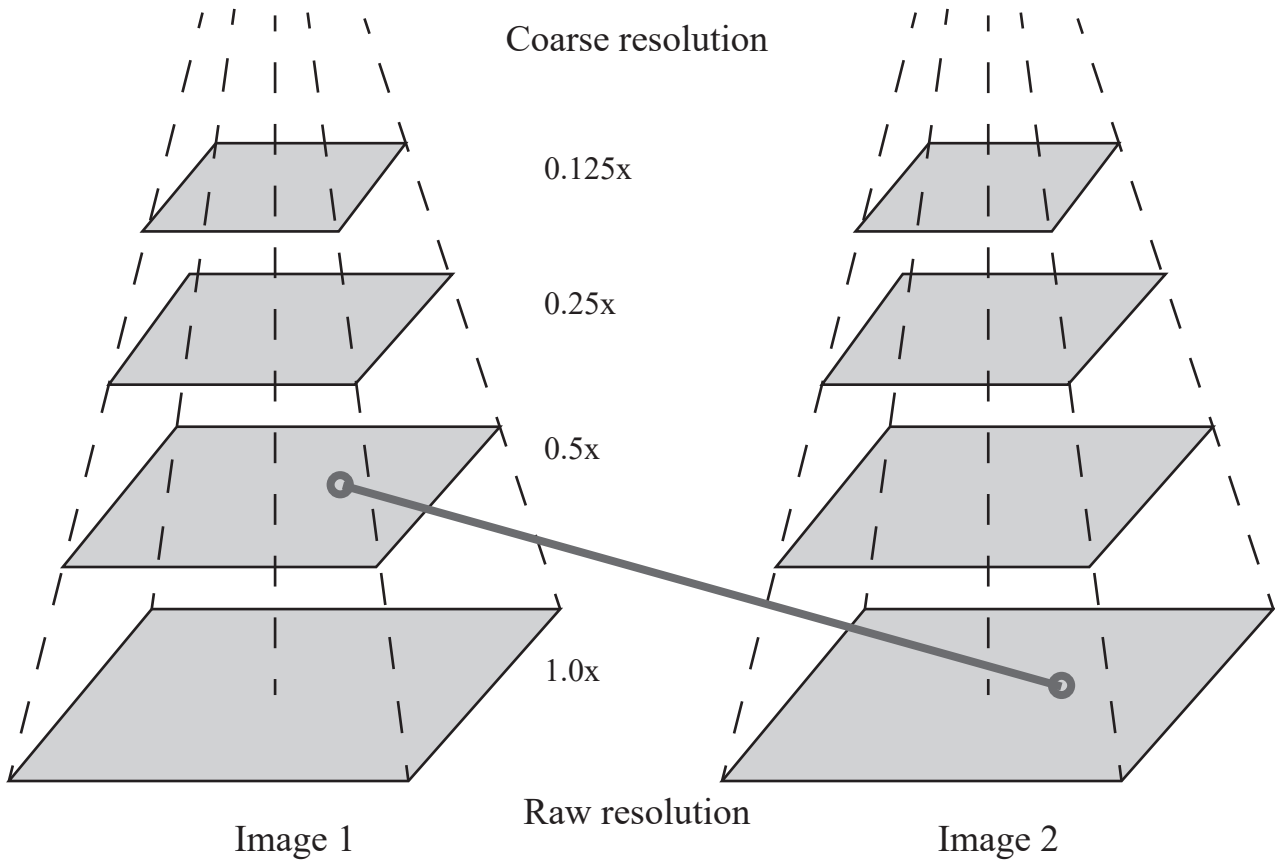 Coarse resolution
0.125x
0.25x
0.5x
1.0x
Raw resolution
Image 1
Image 2